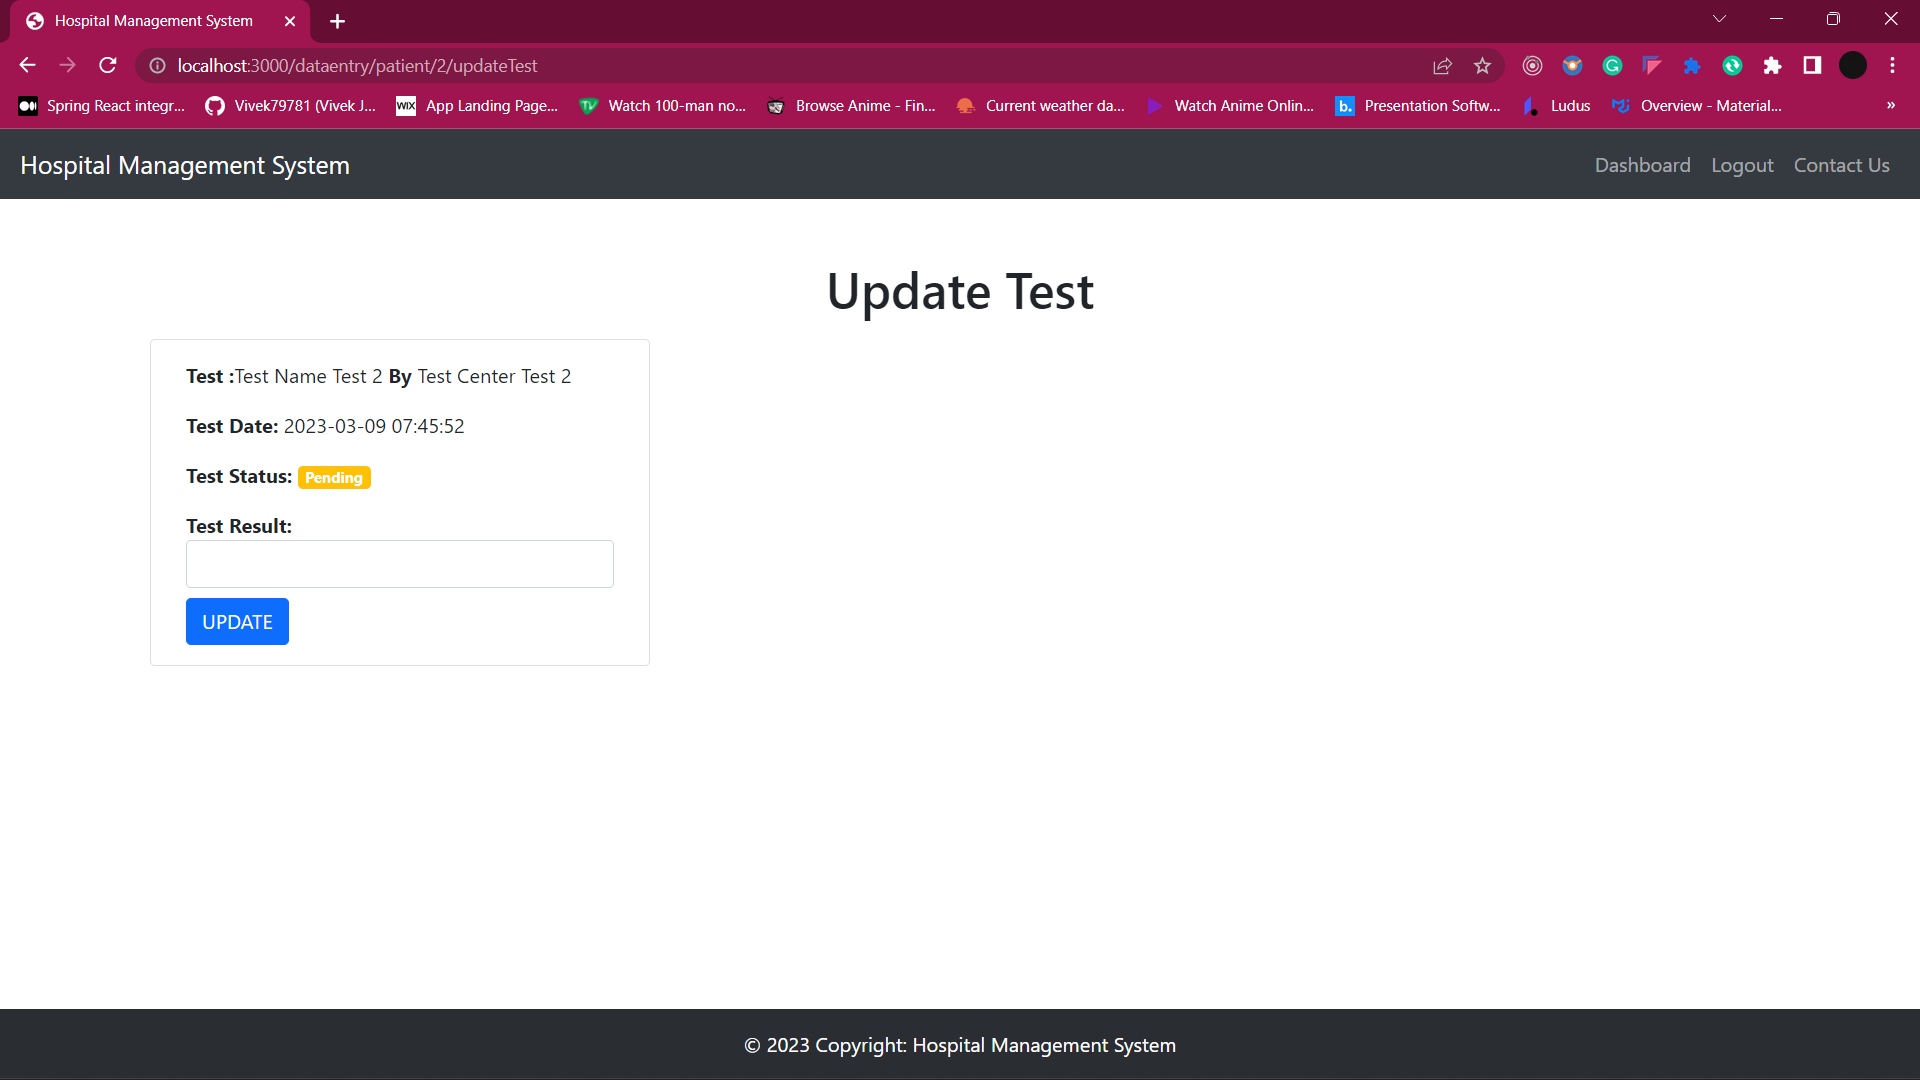 Hospital Management System
localhost:3000/dataentry/patient/2/updateTest
Spring React integr... Vivek79781 (Vivek J... WIX App Landing Page... TV Watch 100-man no... Browse Anime - Fin... Current weather da... Watch Anime Onlin... b. Presentation Softw... Ludus Overview - Material... »
Hospital Management System Dashboard Logout Contact Us
Update Test
Test :Test Name Test 2 By Test Center Test 2
Test Date: 2023-03-09 07:45:52
Test Status: Pending
Test Result:
UPDATE
© 2023 Copyright: Hospital Management System